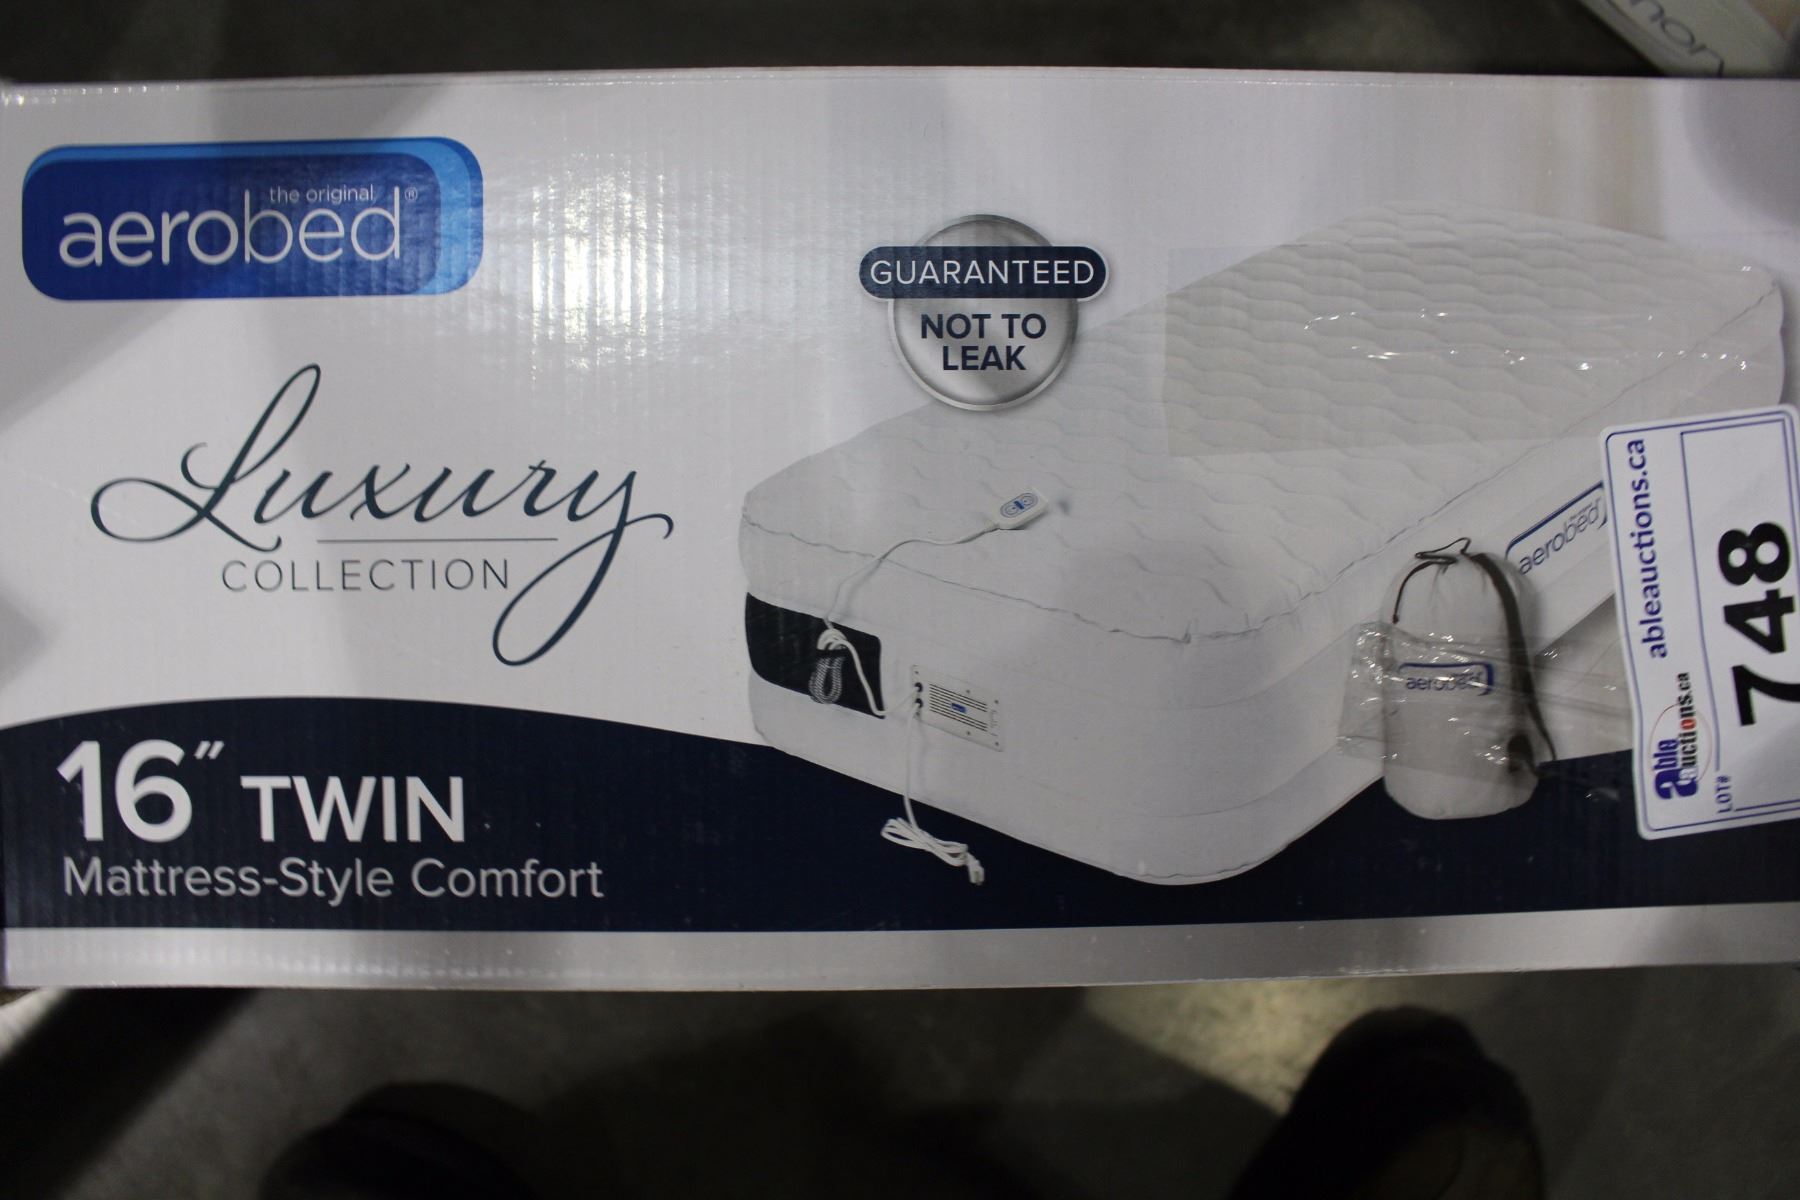 the original
aerobed®
Luxury
COLLECTION
16" TWIN
Mattress-Style Comfort
GUARANTEED
NOT TO
LEAK
aerobed
aerobed
ableauctions.ca
able
auctions.ca
LOT#
748